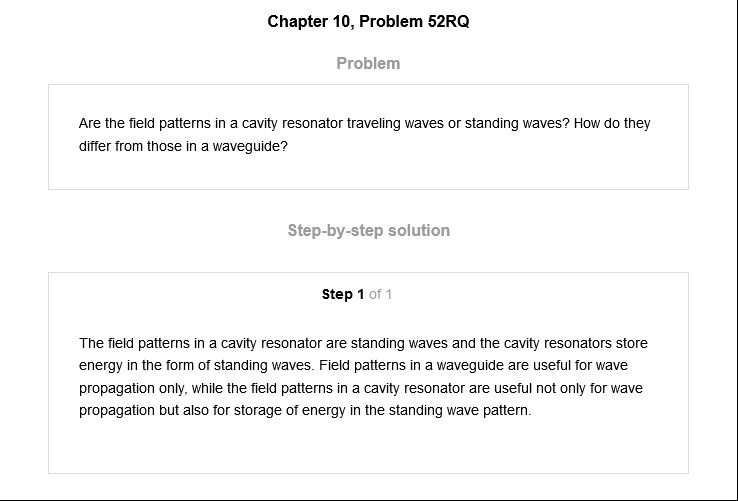 Chapter 10, Problem 52RQ
Problem
Are the field patterns in a cavity resonator traveling waves or standing waves? How do they
differ from those in a waveguide?
Step-by-step solution
Step 1 of 1
The field patterns in a cavity resonator are standing waves and the cavity resonators store
energy in the form of standing waves. Field patterns in a waveguide are useful for wave
propagation only, while the field patterns in a cavity resonator are useful not only for wave
propagation but also for storage of energy in the standing wave pattern.